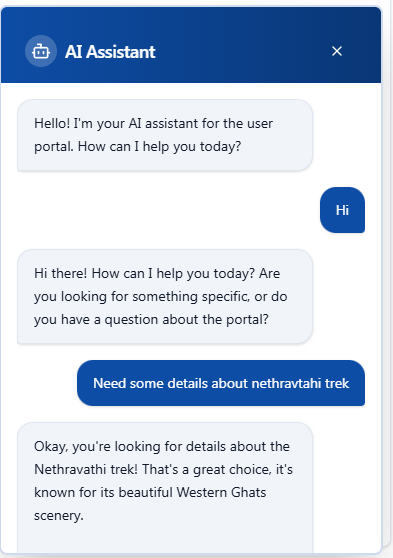 AI Assistant
Hello! I'm your AI assistant for the user
portal. How can I help you today?
Hi
Hi there! How can I help you today? Are
you looking for something specific, or do
you have a question about the portal?
Need some details about nethravtahi trek
Okay, you're looking for details about the
Nethravathi trek! That's a great choice, it's
known for its beautiful Western Ghats
scenery.